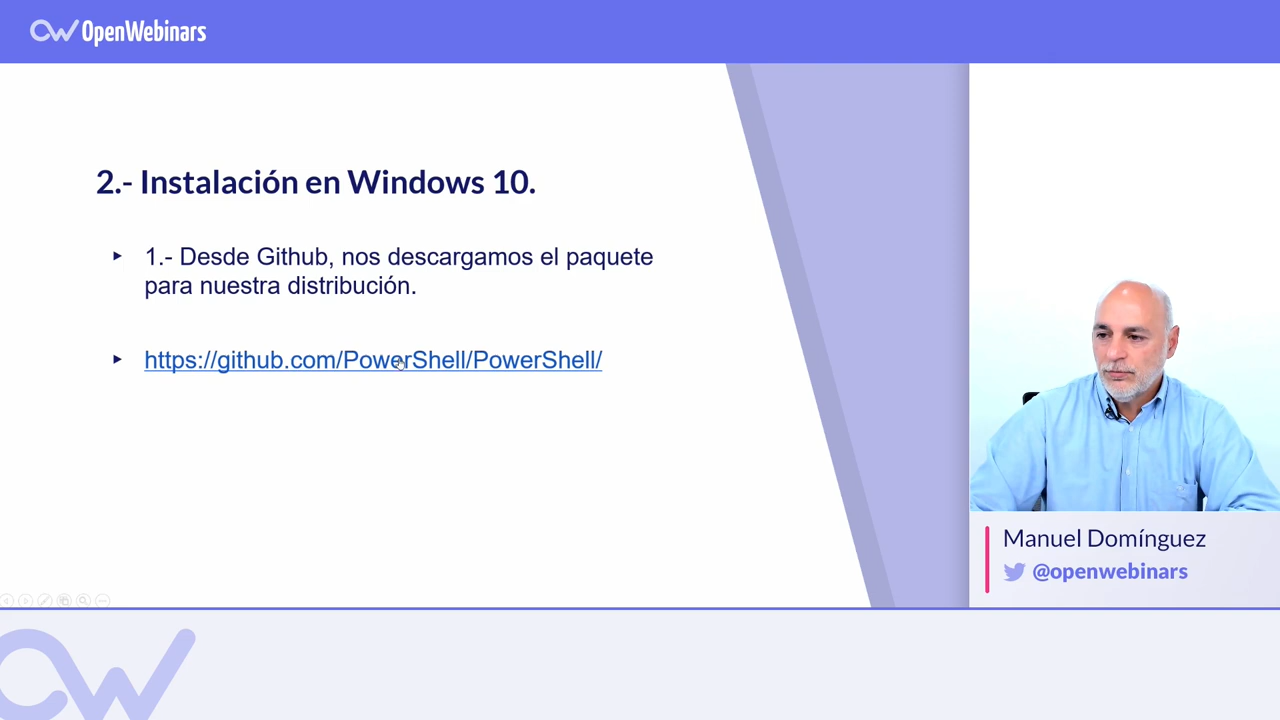 OpenWebinars
2.- Instalación en Windows 10.
1.- Desde Github, nos descargamos el paquete
para nuestra distribución.
https://github.com/PowerShell/PowerShell/
Manuel Domínguez
@openwebinars